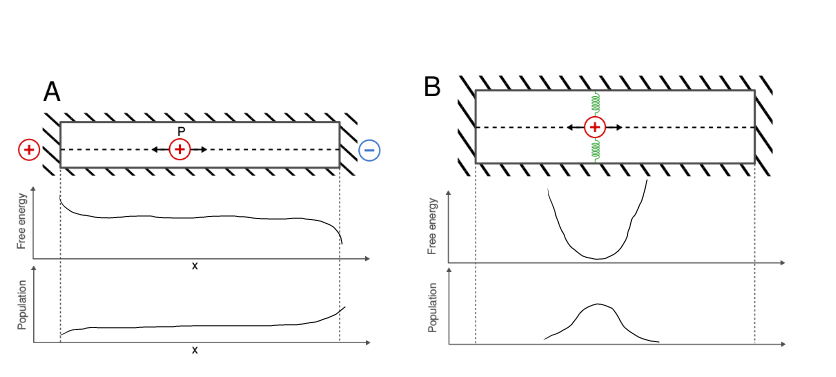 A
B
P
+
+
−
+
Free energy
x
Population
x
Free energy
Population